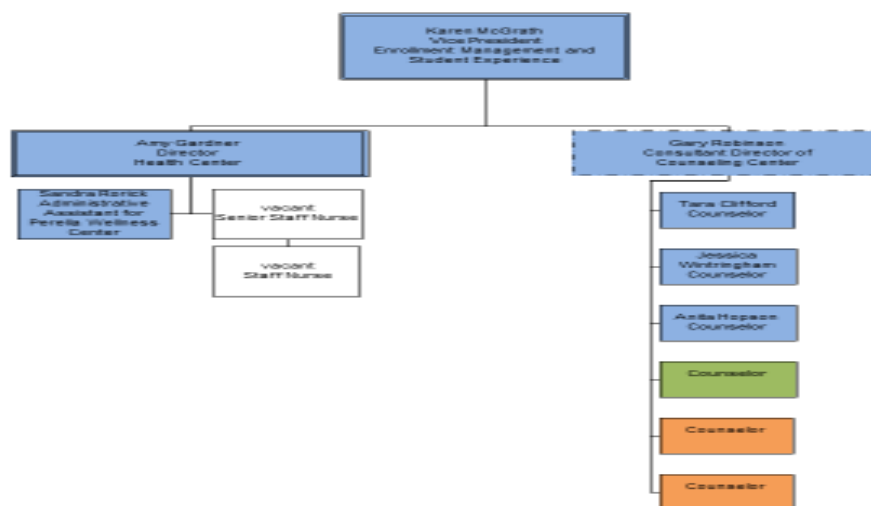 Karen McGrath
Vice President
Enrollment Management and
Student Experience
Amy Gardner
Director
Health Center
Gary Robinson
Consultant Director of
Counseling Center
Sandra Rorick
Administrative
Assistant for
Perella Wellness
Center
vacant
Senior Staff Nurse
vacant
Staff Nurse
Tara Clifford
Counselor
Jessica
Wintringham
Counselor
Anita Hopson
Counselor
Counselor
Counselor
Counselor